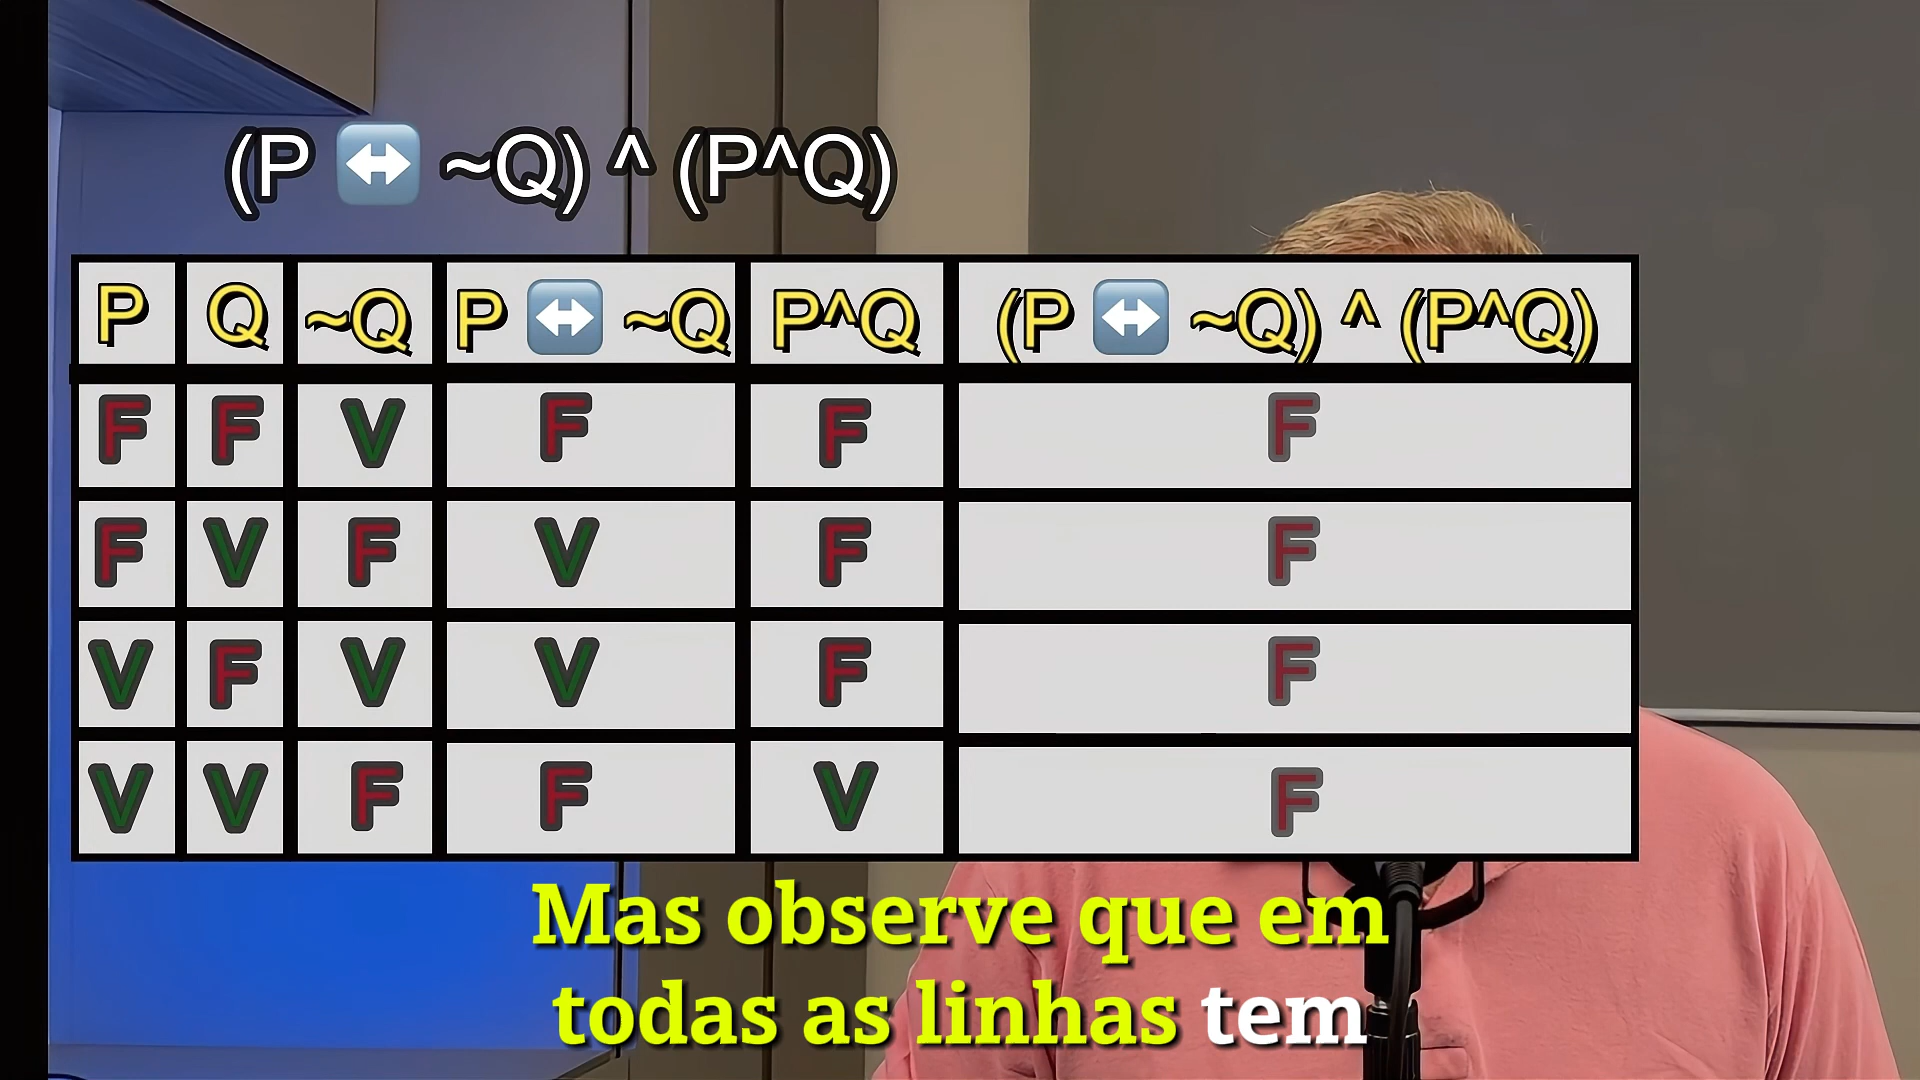 (P ↔️ ~Q) ^ (P^Q)
P Q ~Q P ↔️ ~Q P^Q (P ↔️ ~Q) ^ (P^Q)
F F V F F F
F V F V F F
V F V V F F
V V F F V F
Mas observe que em
todas as linhas tem